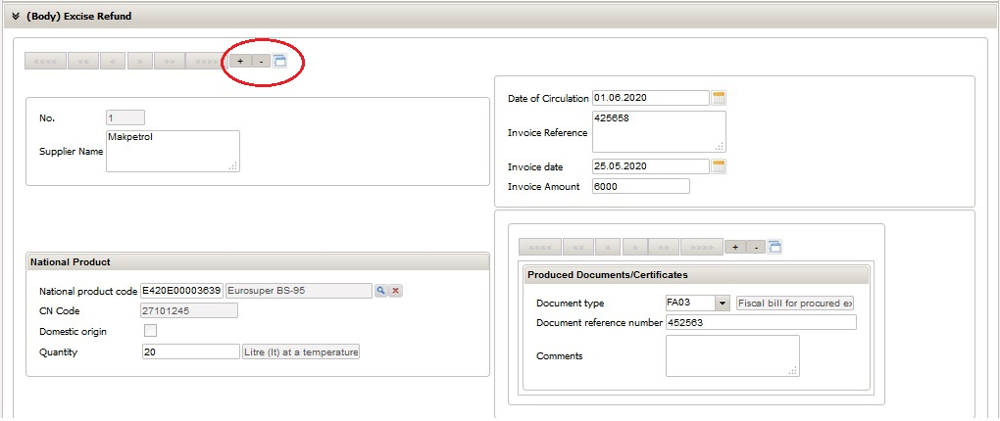 (Body) Excise Refund
<<<< << < > >> >>>> + -
No. 1
Supplier Name Makpetrol
Date of Circulation 01.06.2020
Invoice Reference 425658
Invoice date 25.05.2020
Invoice Amount 6000
National Product
National product code E420E00003639 Eurosuper BS-95
CN Code 27101245
Domestic origin
Quantity 20 Litre (lt) at a temperature
<<<< << < > >> >>>> + -
Produced Documents/Certificates
Document type FA03 Fiscal bill for procured ex
Document reference number 452563
Comments